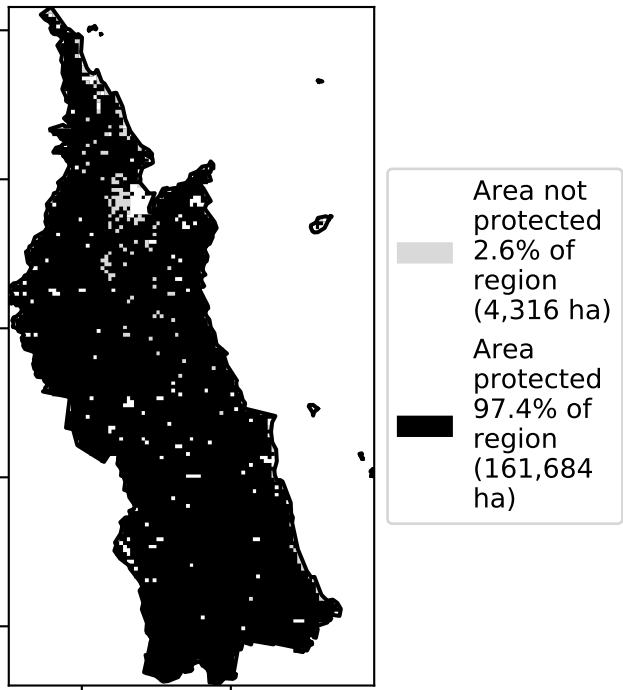 Area not
protected
2.6% of
region
(4,316 ha)
Area
protected
97.4% of
region
(161,684
ha)